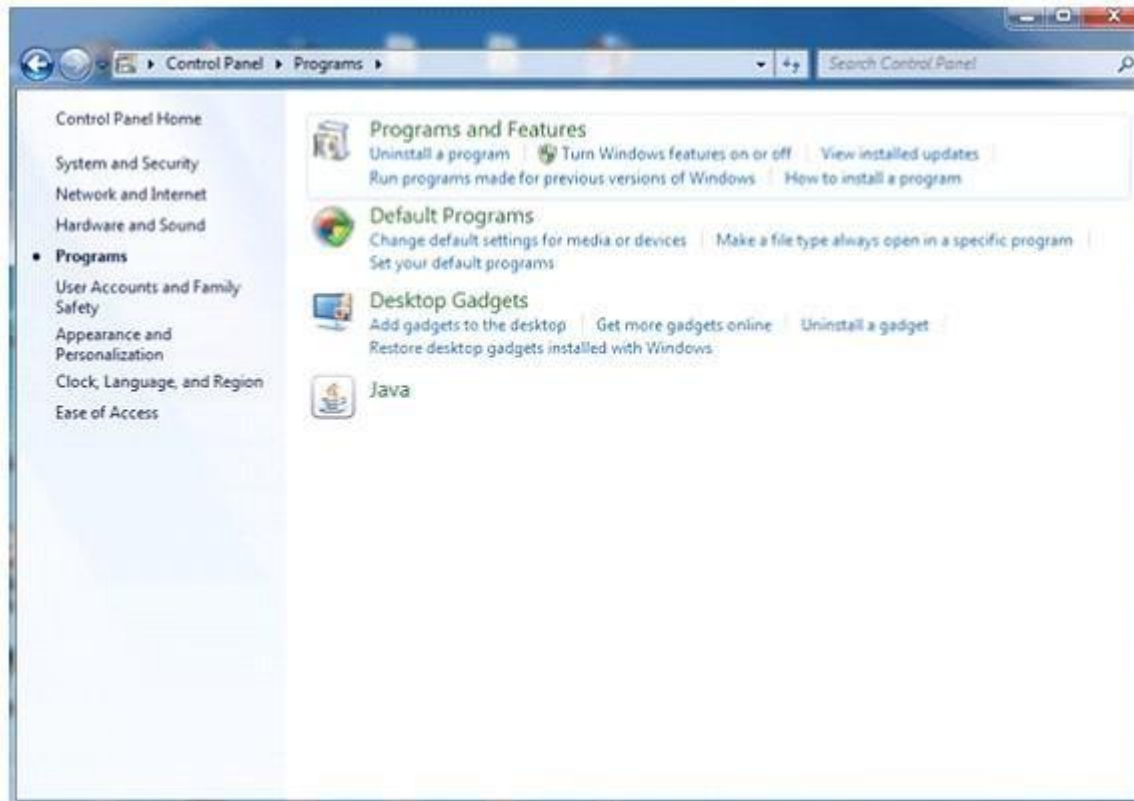 Control Panel Programs
Search Control Panel
Control Panel Home
System and Security
Network and Internet
Hardware and Sound
Programs
User Accounts and Family
Safety
Appearance and
Personalization
Clock, Language, and Region
Ease of Access
Programs and Features
Uninstall a program Turn Windows features on or off View installed updates
Run programs made for previous versions of Windows How to install a program
Default Programs
Change default settings for media or devices Make a file type always open in a specific program
Set your default programs
Desktop Gadgets
Add gadgets to the desktop Get more gadgets online Uninstall a gadget
Restore desktop gadgets installed with Windows
Java